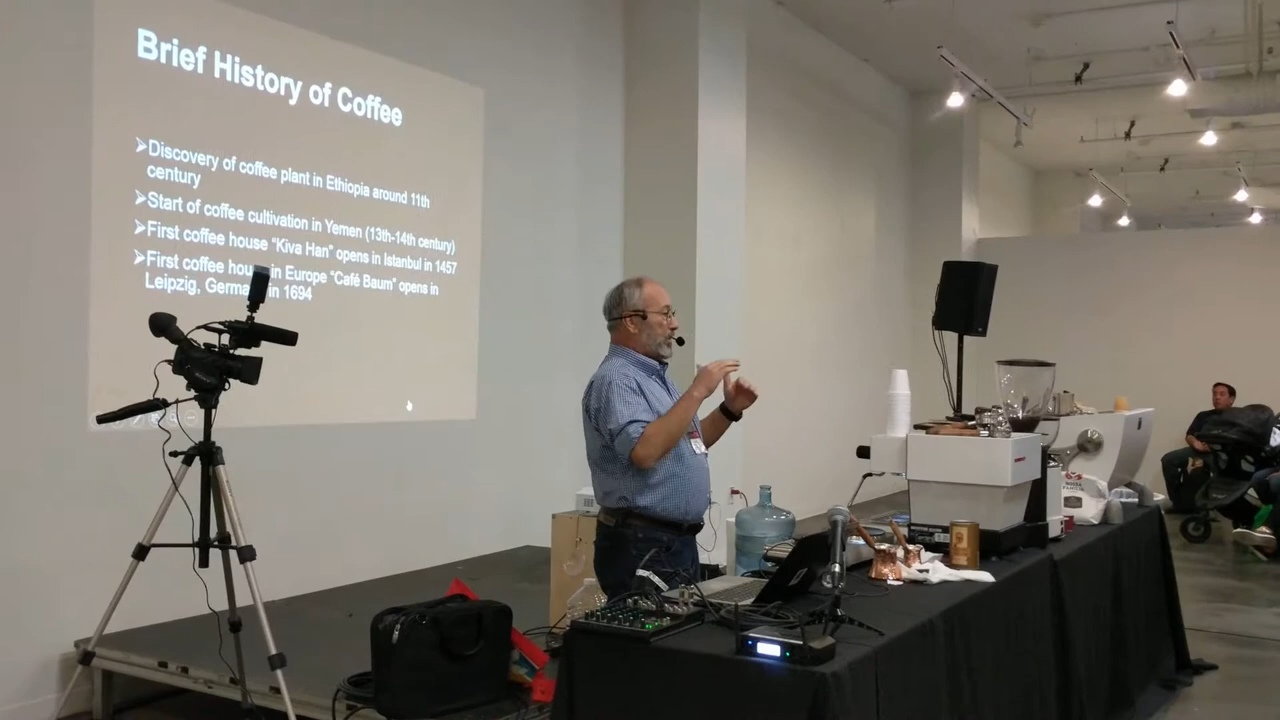 Brief History of Coffee
➢Discovery of coffee plant in Ethiopia around 11th
century
➢Start of coffee cultivation in Yemen (13th-14th century)
➢First coffee house "Kiva Han" opens in Istanbul in 1457
➢First coffee house in Europe "Café Baum" opens in
Leipzig, Germany in 1694